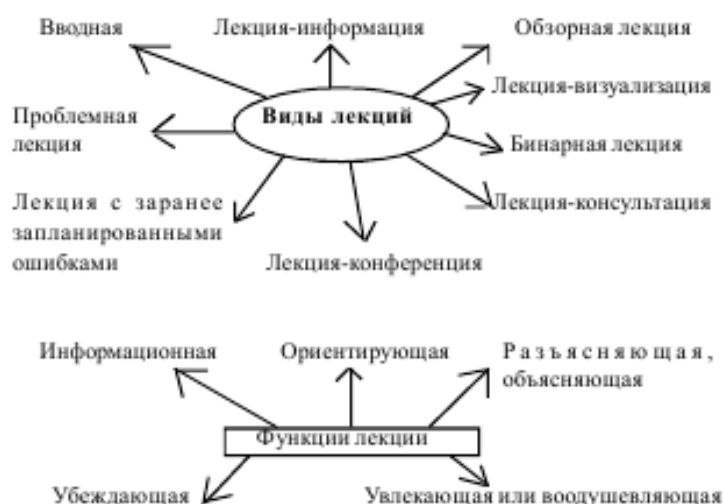 Вводная
Лекция-информация
Обзорная лекция
Лекция-визуализация
Проблемная
лекция
Виды лекций
Бинарная лекция
Лекция с заранее
запланированными
ошибками
Лекция-консультация
Лекция-конференция
Информационная
Ориентирующая
Разъясняющая,
объясняющая
Функции лекции
Убеждающая
Увлекающая или воодушевляющая